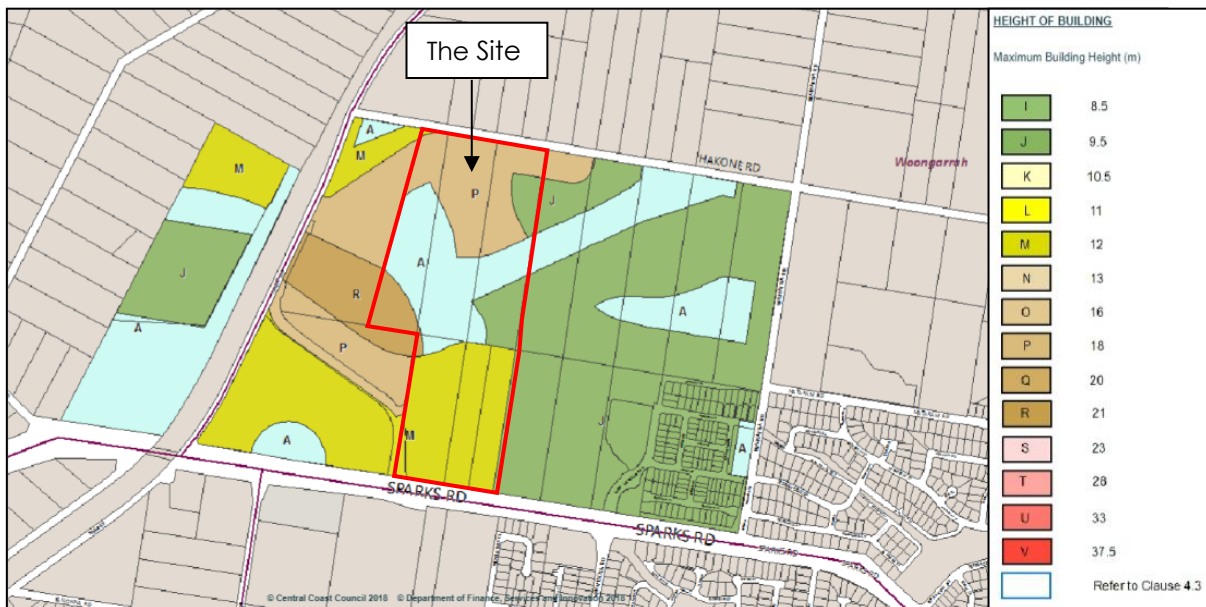 The Site
HEIGHT OF BUILDING
Maximum Building Height (m)
I 8.5
J 9.5
K 10.5
L 11
M 12
N 13
O 16
P 18
Q 20
R 21
S 23
T 28
U 33
V 37.5
Refer to Clause 4.3
A
M
M
P
HAKONE RD
Woongarrah
J
J
A
A
R
A
P
A
M
J
A
A
SPARKS RD
SPARKS RD
SPARKS RD
© Central Coast Council 2018 © Department of Finance, Services and Innovation 2018